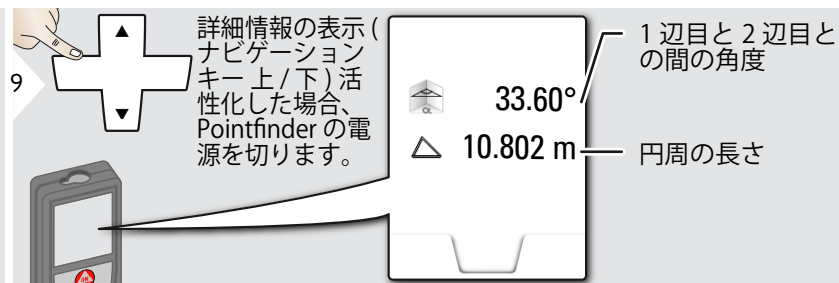 9
詳細情報の表示 (
ナビゲーション
キー 上 / 下 ) 活
性化した場合、
Pointfinder の電
源を切ります。
α
33.60°
10.802 m
1 辺目と 2 辺目と
の間の角度
円周の長さ
ON